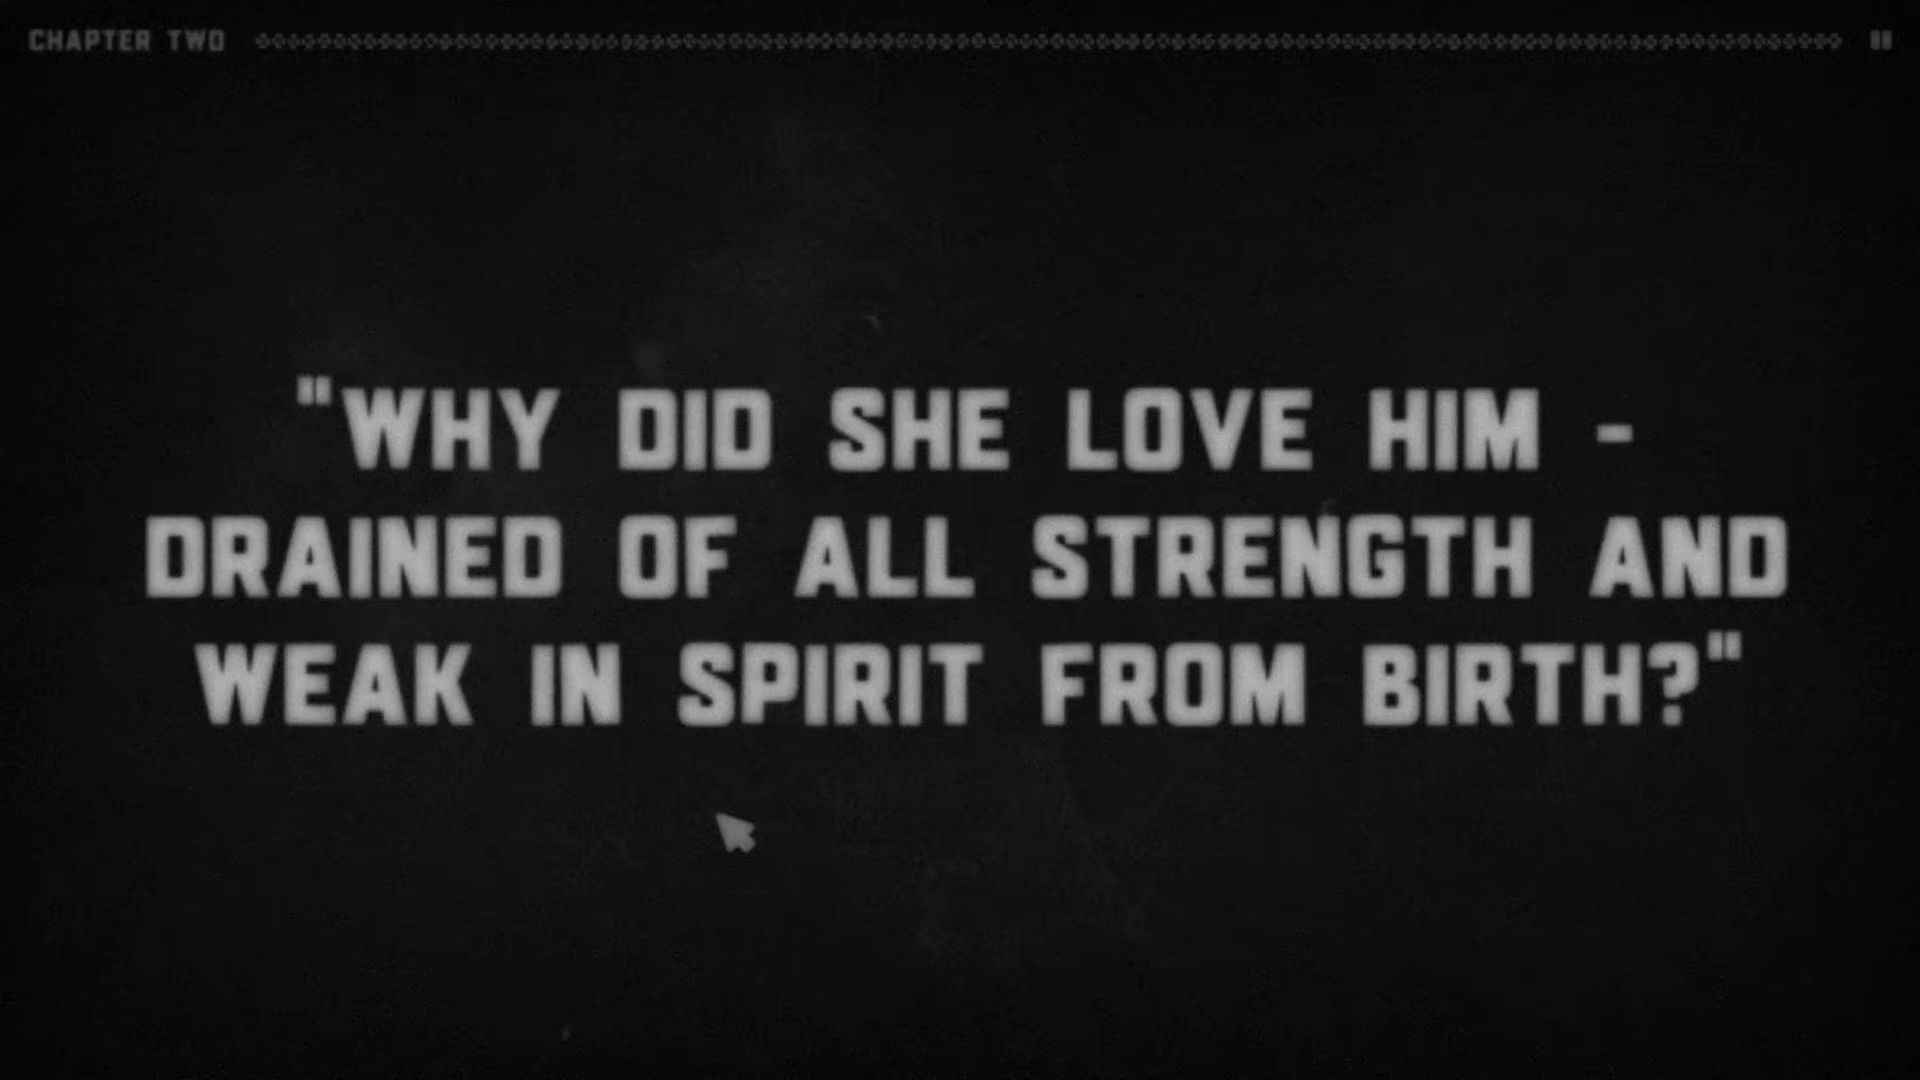 CHAPTER TWO
"WHY DID SHE LOVE HIM -
DRAINED OF ALL STRENGTH AND
WEAK IN SPIRIT FROM BIRTH?"